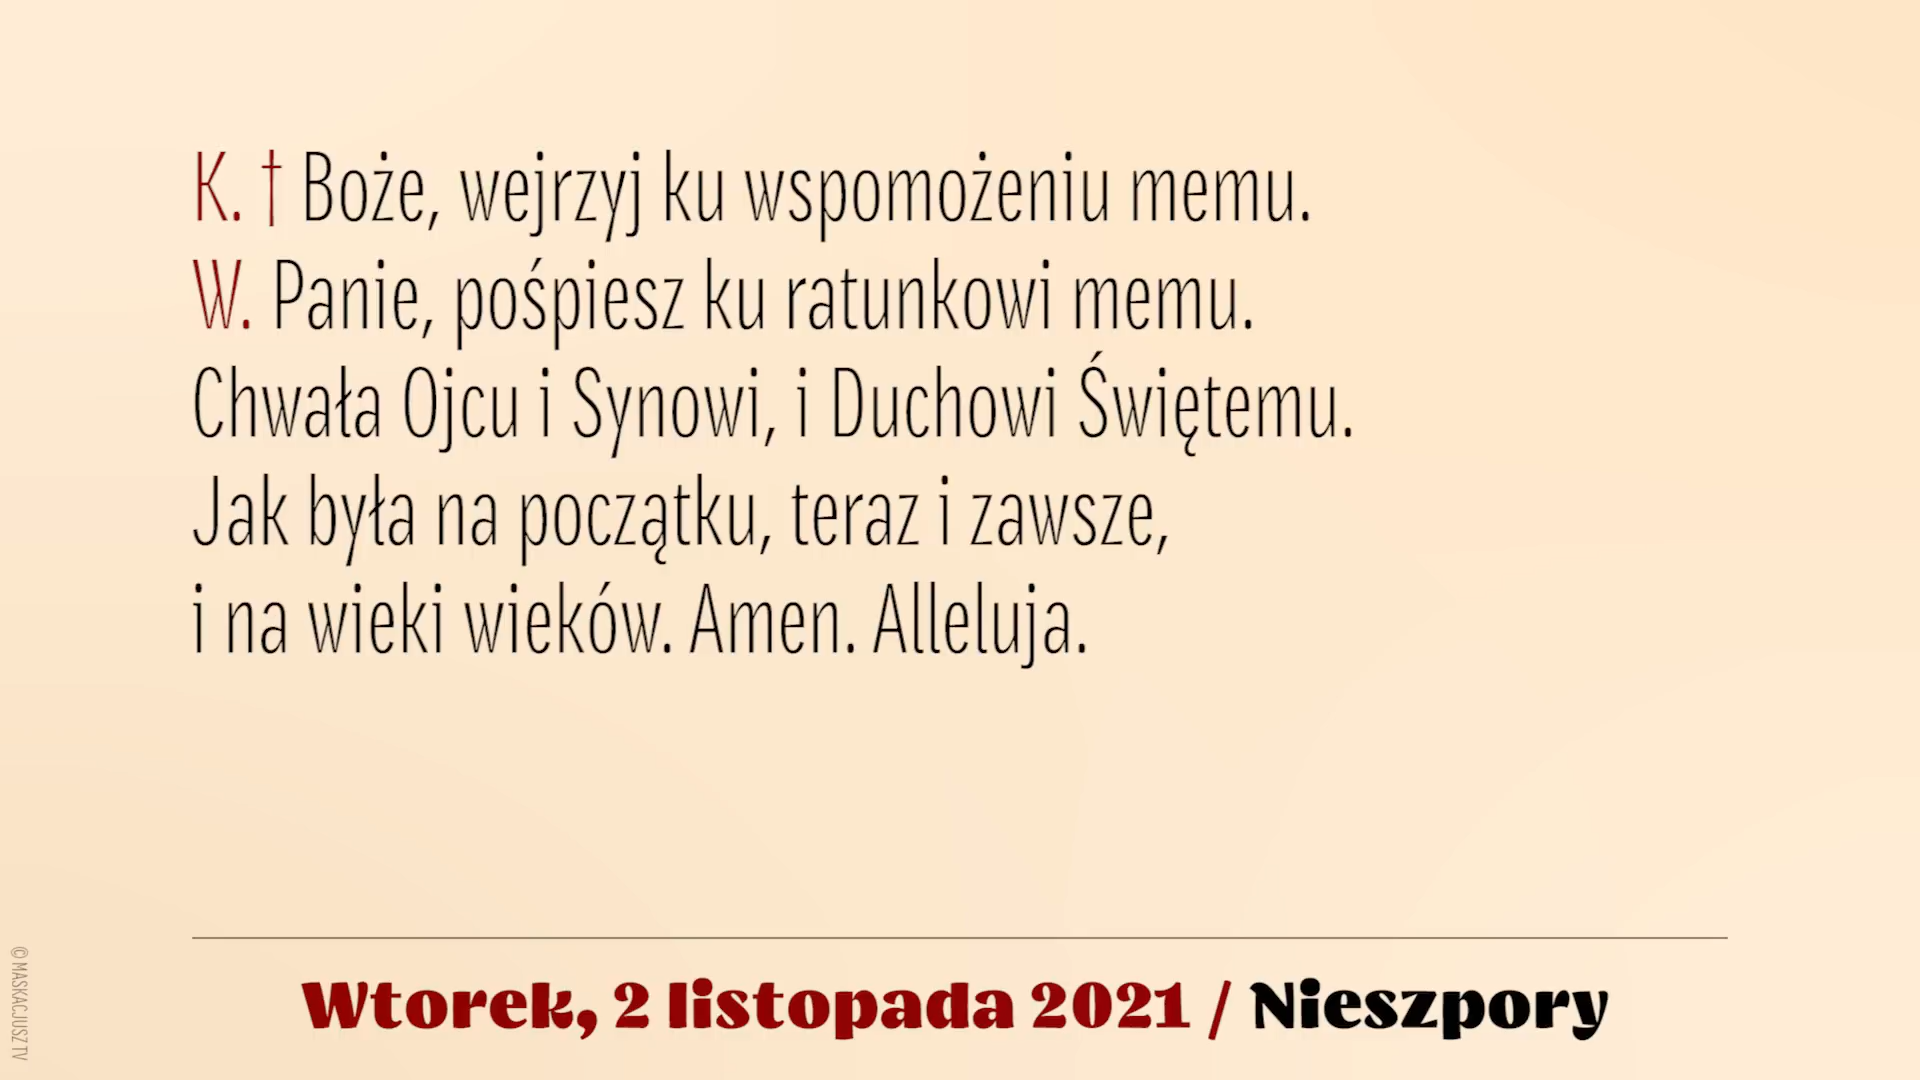 K. † Boże, wejrzyj ku wspomożeniu memu.
W. Panie, pośpiesz ku ratunkowi memu.
Chwała Ojcu i Synowi, i Duchowi Świętemu.
Jak była na początku, teraz i zawsze,
i na wieki wieków. Amen. Alleluja.
Wtorek, 2 listopada 2021 / Nieszpory
© MASKACJUSZ TV